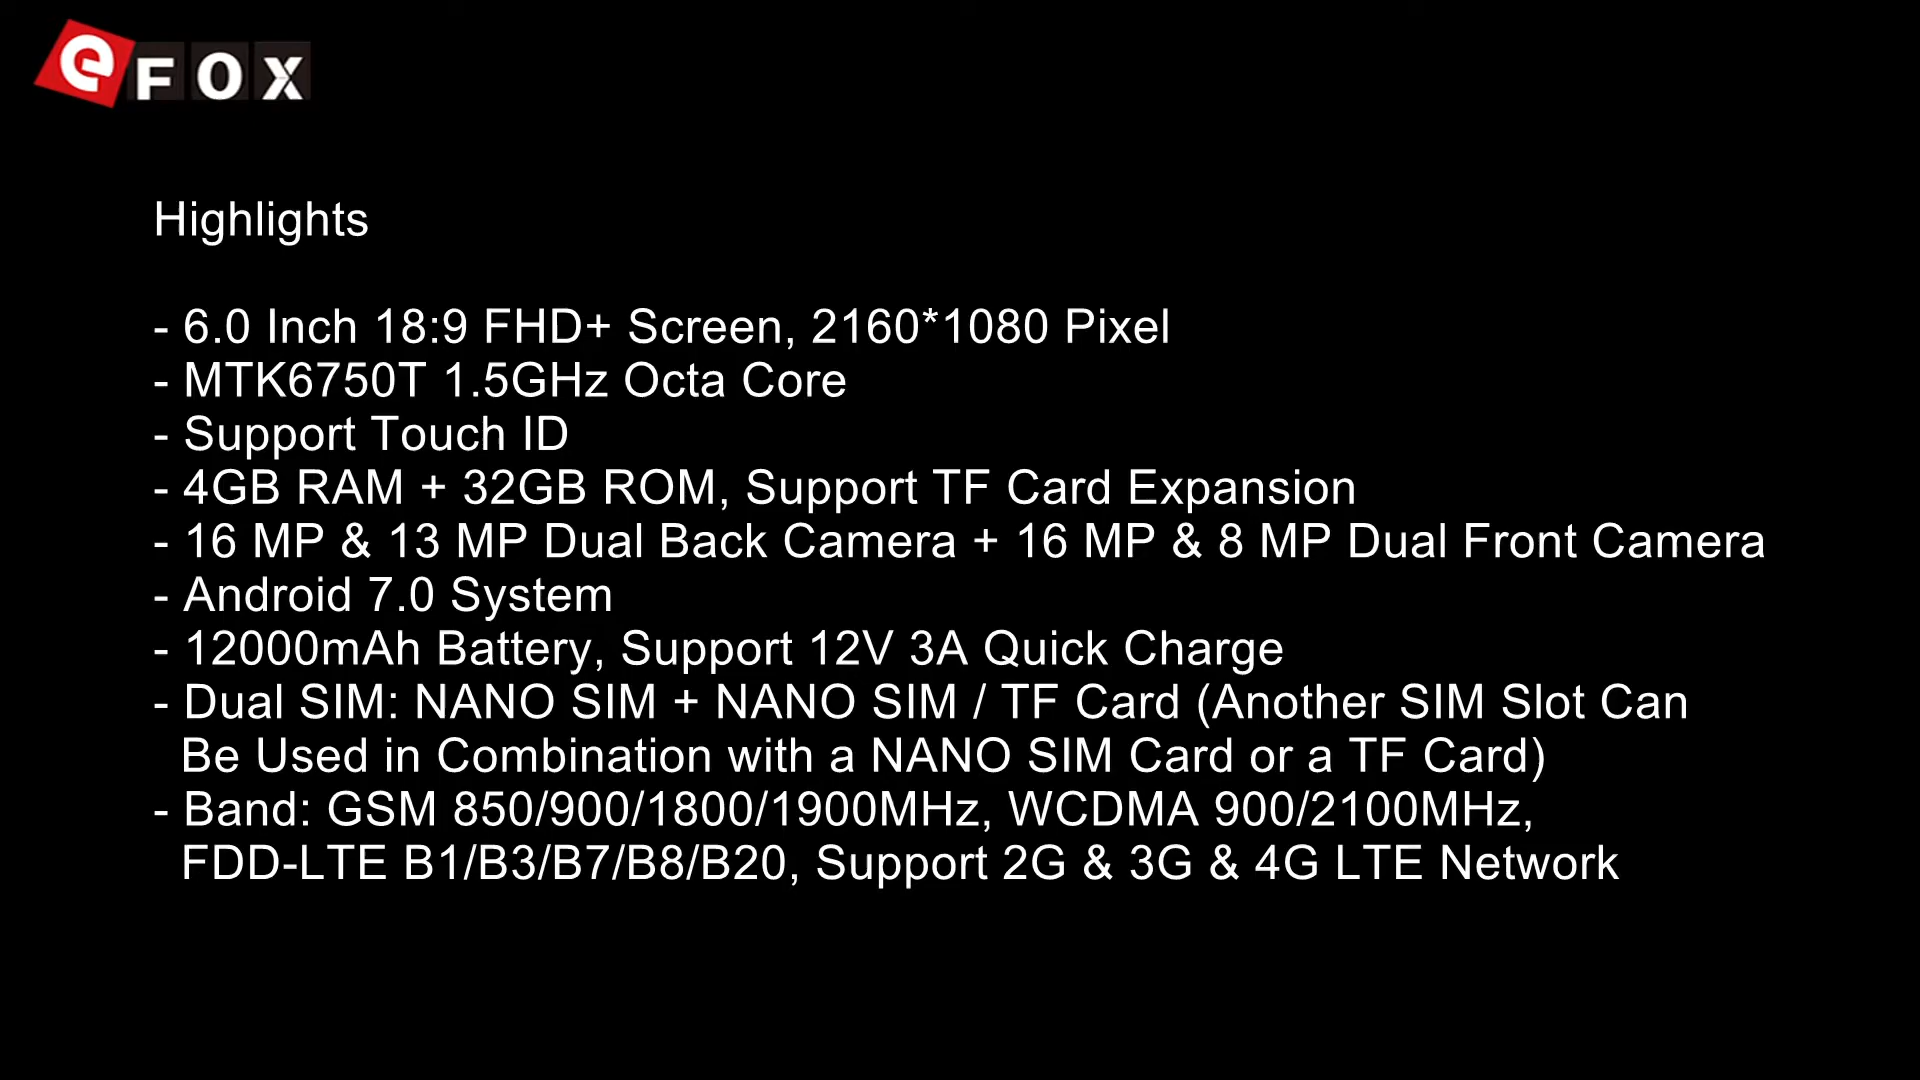 eFOX
Highlights
- 6.0 Inch 18:9 FHD+ Screen, 2160*1080 Pixel
- MTK6750T 1.5GHz Octa Core
- Support Touch ID
- 4GB RAM + 32GB ROM, Support TF Card Expansion
- 16 MP & 13 MP Dual Back Camera + 16 MP & 8 MP Dual Front Camera
- Android 7.0 System
- 12000mAh Battery, Support 12V 3A Quick Charge
- Dual SIM: NANO SIM + NANO SIM / TF Card (Another SIM Slot Can
Be Used in Combination with a NANO SIM Card or a TF Card)
- Band: GSM 850/900/1800/1900MHz, WCDMA 900/2100MHz,
FDD-LTE B1/B3/B7/B8/B20, Support 2G & 3G & 4G LTE Network